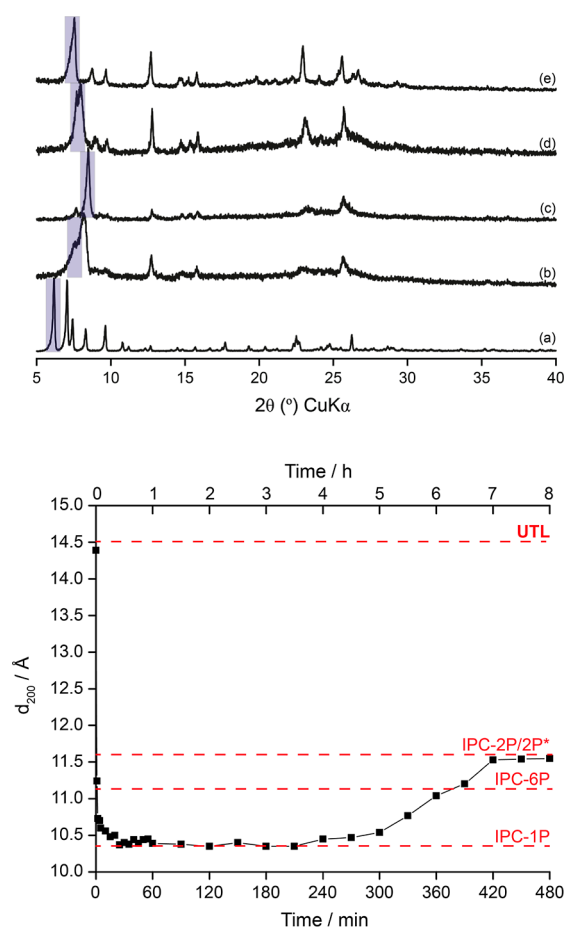 (e)
(d)
(c)
(b)
(a)
5 10 15 20 25 30 35 40
2θ (º) CuKα
Time / h
0 1 2 3 4 5 6 7 8
15.0
UTL
14.5
14.0
13.5
13.0
12.5
12.0
IPC-2P/2P*
11.5
IPC-6P
11.0
10.5
IPC-1P
10.0
d200 / Å
0 60 120 180 240 300 360 420 480
Time / min